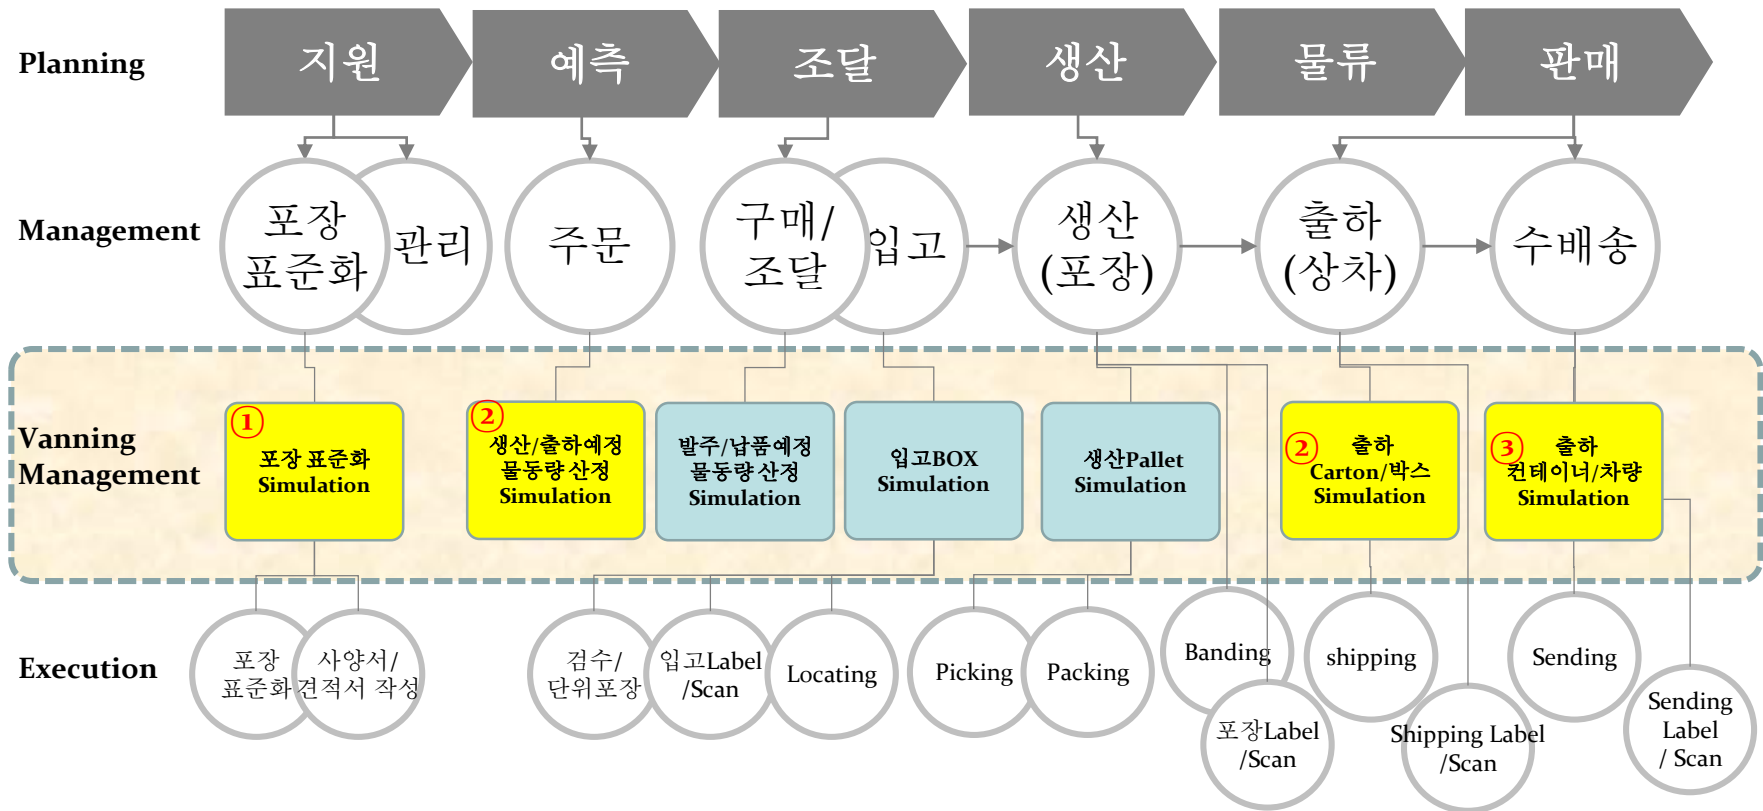 Planning
지원
예측
조달
생산
물류
판매
Management
포장
표준화
관리
주문
구매/
조달
입고
생산
(포장)
출하
(상차)
수배송
Vanning
Management
①
포장 표준화
Simulation
②
생산/출하예정
물동량 산정
Simulation
발주/납품예정
물동량 산정
Simulation
입고BOX
Simulation
생산Pallet
Simulation
②
출하
Carton/박스
Simulation
③
출하
컨테이너/차량
Simulation
Execution
포장
표준화
사양서/
견적서 작성
검수/
단위포장
입고Label
/Scan
Locating
Picking
Packing
Banding
포장Label
/Scan
shipping
Shipping Label
/Scan
Sending
Sending
Label
/ Scan